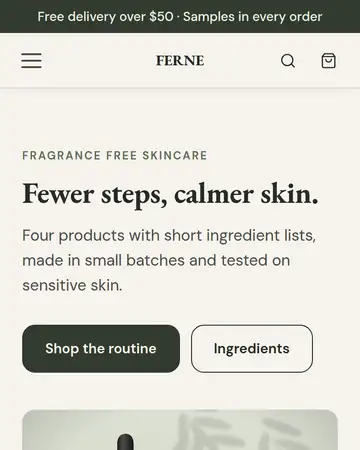 Free delivery over $50 · Samples in every order
FERNE
FRAGRANCE FREE SKINCARE
Fewer steps, calmer skin.
Four products with short ingredient lists,
made in small batches and tested on
sensitive skin.
Shop the routine
Ingredients